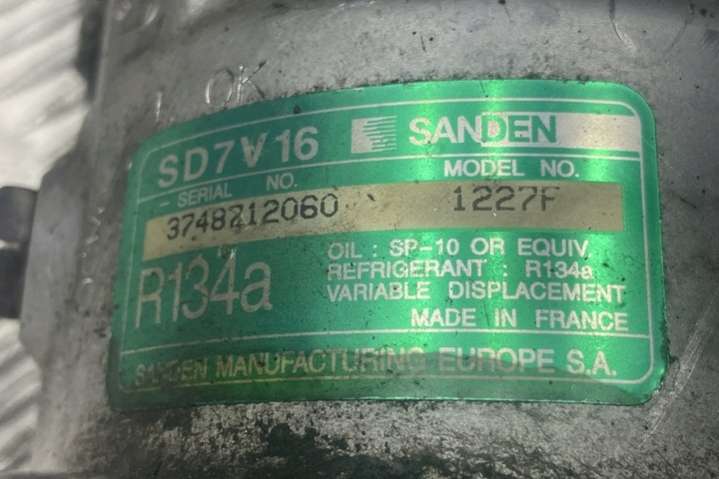 OK
SD7V16 SANDEN
SERIAL NO. MODEL NO.
3748212060 1227F
R134a
OIL : SP-10 OR EQUIV
REFRIGERANT : R134a
VARIABLE DISPLACEMENT
MADE IN FRANCE
SANDEN MANUFACTURING EUROPE S.A.